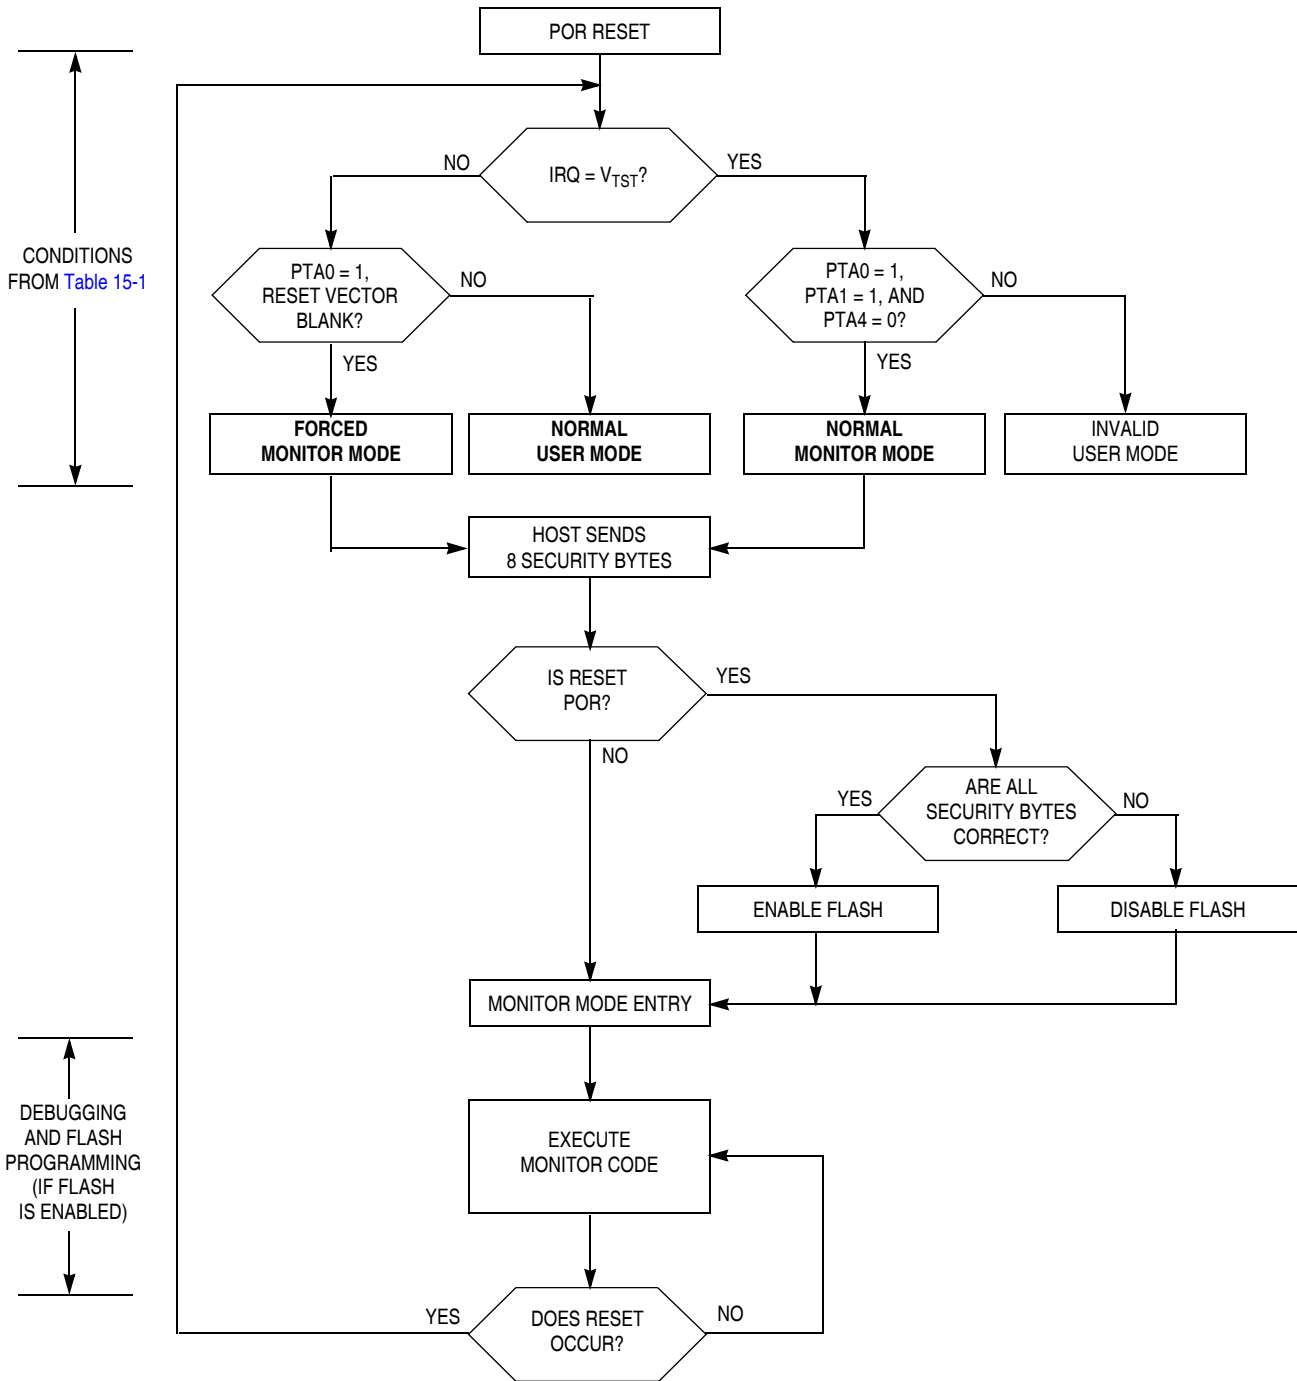 POR RESET
NO
IRQ = VTST?
YES
CONDITIONS
FROM Table 15-1
PTA0 = 1,
RESET VECTOR
BLANK?
NO
YES
PTA0 = 1,
PTA1 = 1, AND
PTA4 = 0?
NO
YES
FORCED
MONITOR MODE
NORMAL
USER MODE
NORMAL
MONITOR MODE
INVALID
USER MODE
HOST SENDS
8 SECURITY BYTES
IS RESET
POR?
YES
NO
YES
ARE ALL
SECURITY BYTES
CORRECT?
NO
ENABLE FLASH
DISABLE FLASH
MONITOR MODE ENTRY
DEBUGGING
AND FLASH
PROGRAMMING
(IF FLASH
IS ENABLED)
EXECUTE
MONITOR CODE
YES
DOES RESET
OCCUR?
NO